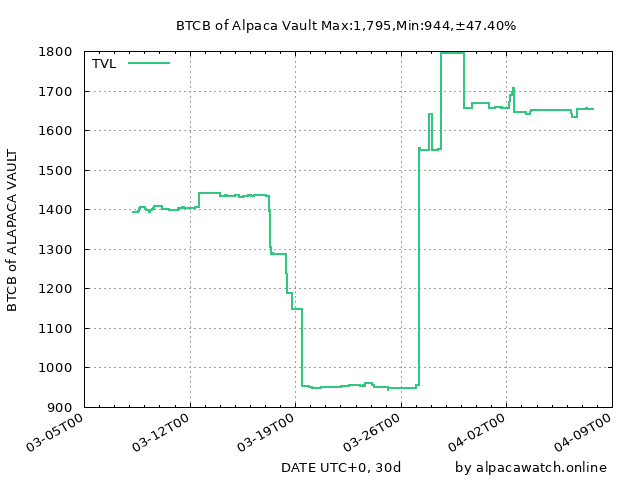 BTCB of Alpaca Vault Max:1,795,Min:944,±47.40%
TVL
1800
1700
1600
1500
1400
1300
1200
1100
1000
900
BTCB of ALAPACA VAULT
03-05T00
03-12T00
03-19T00
03-26T00
04-02T00
04-09T00
DATE UTC+0, 30d
by alpacawatch.online